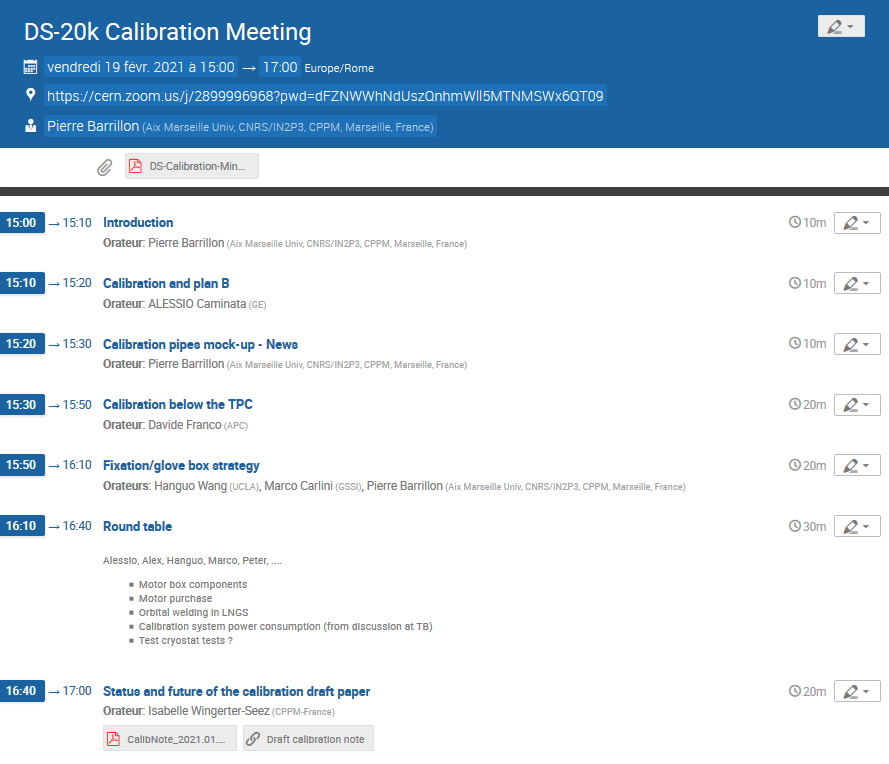 DS-20k Calibration Meeting
vendredi 19 févr. 2021 à 15:00 → 17:00 Europe/Rome
https://cern.zoom.us/j/2899996968?pwd=dFZNWWhNdUszQnhmWll5MTNMSWx6QT09
Pierre Barrillon (Aix Marseille Univ, CNRS/IN2P3, CPPM, Marseille, France)
DS-Calibration-Min...
15:00 → 15:10 Introduction 10m
Orateur: Pierre Barrillon (Aix Marseille Univ, CNRS/IN2P3, CPPM, Marseille, France)
15:10 → 15:20 Calibration and plan B 10m
Orateur: ALESSIO Caminata (GE)
15:20 → 15:30 Calibration pipes mock-up - News 10m
Orateur: Pierre Barrillon (Aix Marseille Univ, CNRS/IN2P3, CPPM, Marseille, France)
15:30 → 15:50 Calibration below the TPC 20m
Orateur: Davide Franco (APC)
15:50 → 16:10 Fixation/glove box strategy 20m
Orateurs: Hanguo Wang (UCLA), Marco Carlini (GSSI), Pierre Barrillon (Aix Marseille Univ, CNRS/IN2P3, CPPM, Marseille, France)
16:10 → 16:40 Round table 30m
Alessio, Alex, Hanguo, Marco, Peter, ....
▪ Motor box components
▪ Motor purchase
▪ Orbital welding in LNGS
▪ Calibration system power consumption (from discussion at TB)
▪ Test cryostat tests ?
16:40 → 17:00 Status and future of the calibration draft paper 20m
Orateur: Isabelle Wingerter-Seez (CPPM-France)
CalibNote_2021.01.... Draft calibration note